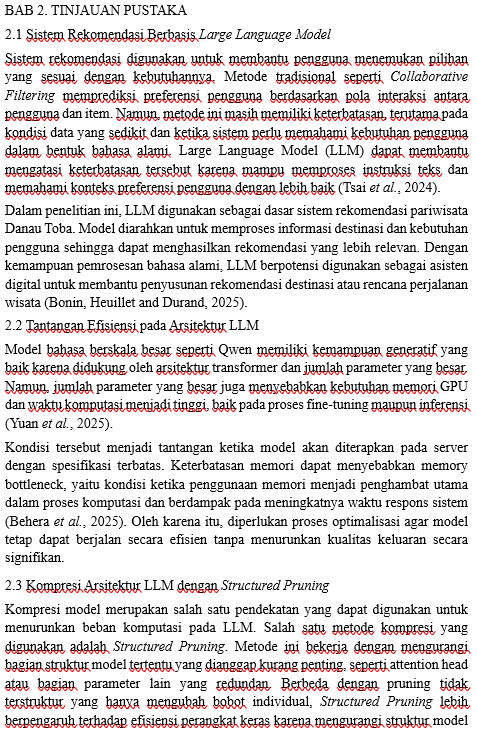 BAB 2. TINJAUAN PUSTAKA
2.1 Sistem Rekomendasi Berbasis Large Language Model
Sistem rekomendasi digunakan untuk membantu pengguna menemukan pilihan
yang sesuai dengan kebutuhannya. Metode tradisional seperti Collaborative
Filtering memprediksi preferensi pengguna berdasarkan pola interaksi antara
pengguna dan item. Namun, metode ini masih memiliki keterbatasan, terutama pada
kondisi data yang sedikit dan ketika sistem perlu memahami kebutuhan pengguna
dalam bentuk bahasa alami. Large Language Model (LLM) dapat membantu
mengatasi keterbatasan tersebut karena mampu memproses instruksi teks dan
memahami konteks preferensi pengguna dengan lebih baik (Tsai et al., 2024).
Dalam penelitian ini, LLM digunakan sebagai dasar sistem rekomendasi pariwisata
Danau Toba. Model diarahkan untuk memproses informasi destinasi dan kebutuhan
pengguna sehingga dapat menghasilkan rekomendasi yang lebih relevan. Dengan
kemampuan pemrosesan bahasa alami, LLM berpotensi digunakan sebagai asisten
digital untuk membantu penyusunan rekomendasi destinasi atau rencana perjalanan
wisata (Bonin, Heuillet and Durand, 2025).
2.2 Tantangan Efisiensi pada Arsitektur LLM
Model bahasa berskala besar seperti Qwen memiliki kemampuan generatif yang
baik karena didukung oleh arsitektur transformer dan jumlah parameter yang besar.
Namun, jumlah parameter yang besar juga menyebabkan kebutuhan memori GPU
dan waktu komputasi menjadi tinggi, baik pada proses fine-tuning maupun inferensi
(Yuan et al., 2025).
Kondisi tersebut menjadi tantangan ketika model akan diterapkan pada server
dengan spesifikasi terbatas. Keterbatasan memori dapat menyebabkan memory
bottleneck, yaitu kondisi ketika penggunaan memori menjadi penghambat utama
dalam proses komputasi dan berdampak pada meningkatnya waktu respons sistem
(Behera et al., 2025). Oleh karena itu, diperlukan proses optimalisasi agar model
tetap dapat berjalan secara efisien tanpa menurunkan kualitas keluaran secara
signifikan.
2.3 Kompresi Arsitektur LLM dengan Structured Pruning
Kompresi model merupakan salah satu pendekatan yang dapat digunakan untuk
menurunkan beban komputasi pada LLM. Salah satu metode kompresi yang
digunakan adalah Structured Pruning. Metode ini bekerja dengan mengurangi
bagian struktur model tertentu yang dianggap kurang penting, seperti attention head
atau bagian parameter lain yang redundan. Berbeda dengan pruning tidak
terstruktur yang hanya mengubah bobot individual, Structured Pruning lebih
berpengaruh terhadap efisiensi perangkat keras karena mengurangi struktur model